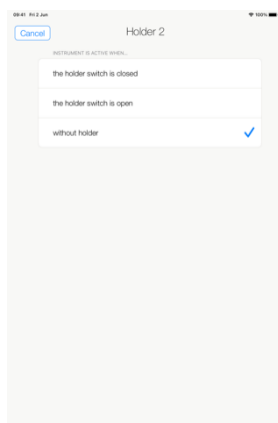 09:41 Fri 2 Jun
100%
Cancel
Holder 2
INSTRUMENT IS ACTIVE WHEN...
the holder switch is closed
the holder switch is open
without holder